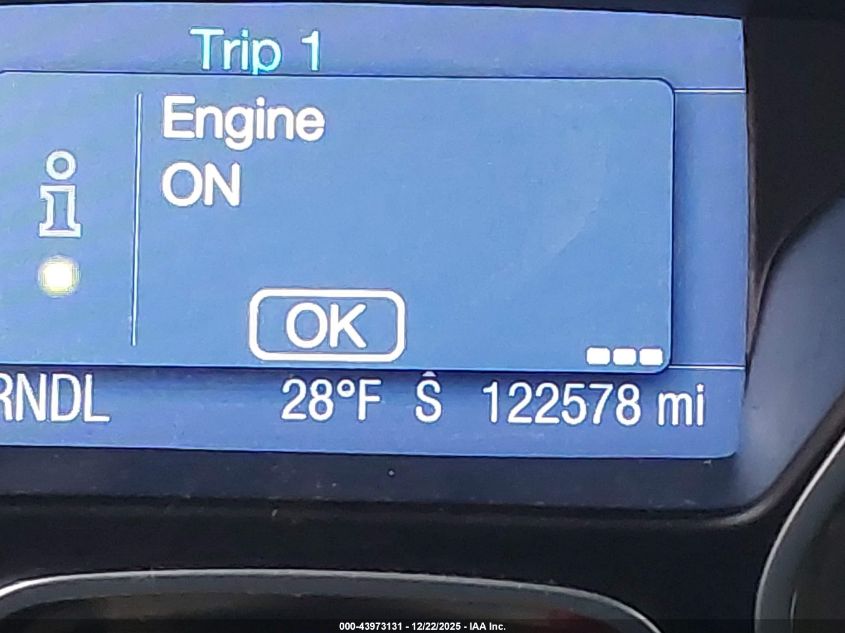 Trip 1
Engine
ON
OK
RNDL 28°F S 122578 mi
000-43973131 - 12/22/2025 - IAA Inc.